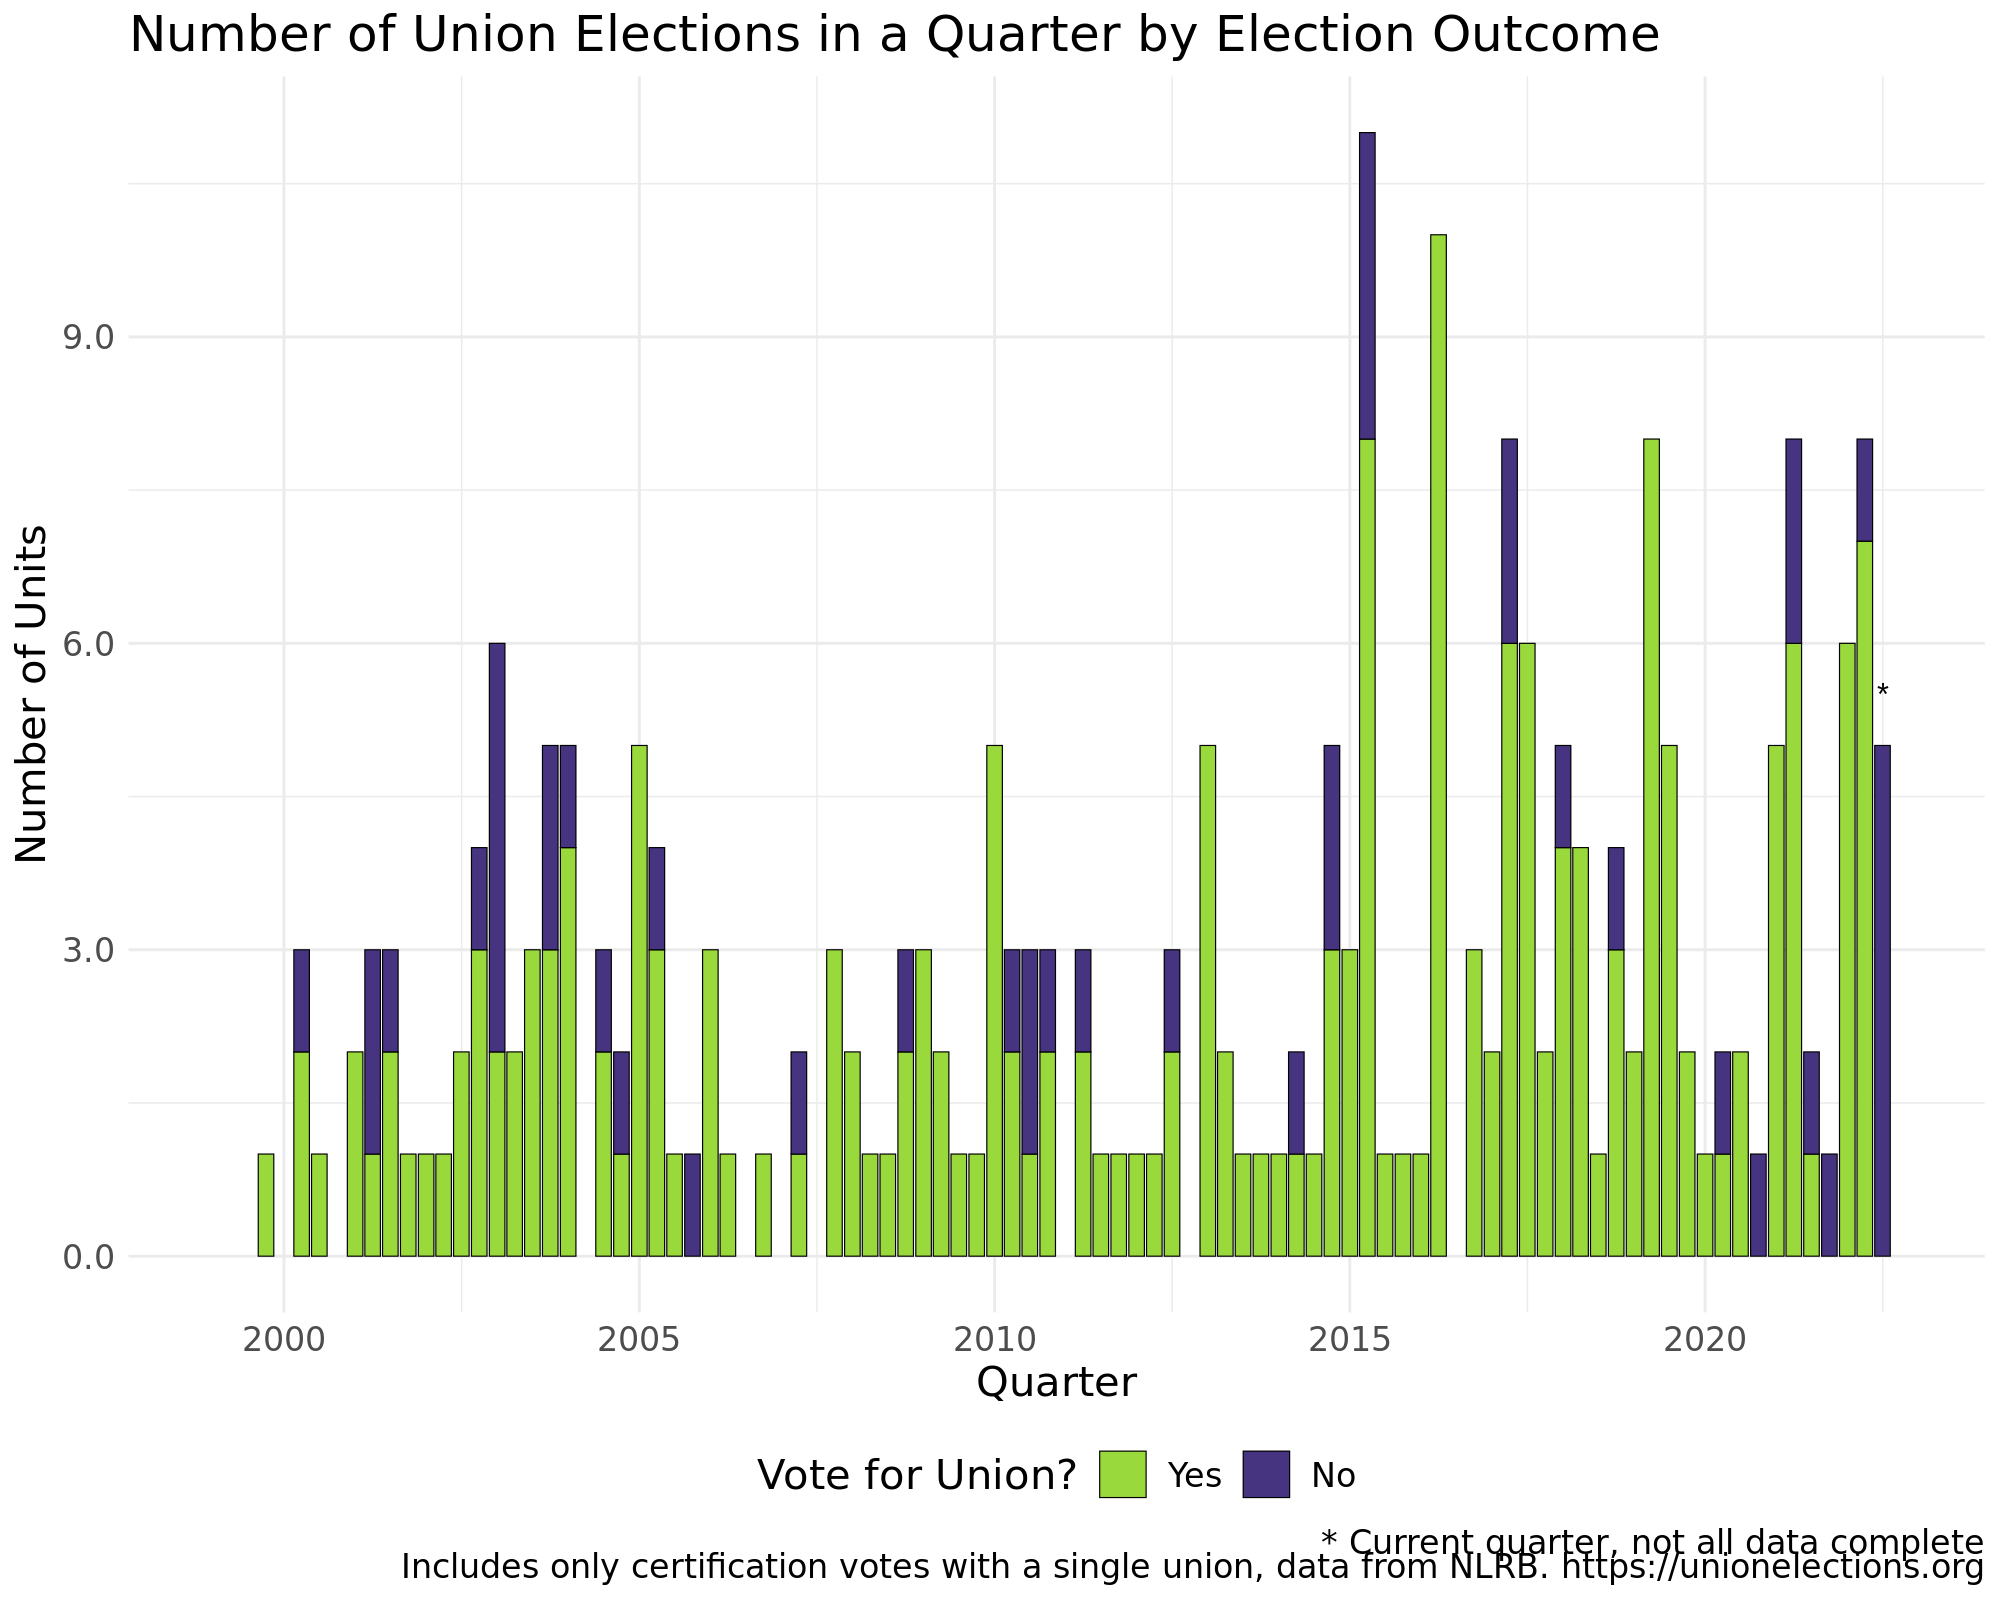 Number of Union Elections in a Quarter by Election Outcome
Number of Units
9.0
6.0
3.0
0.0
*
2000 2005 2010 2015 2020
Quarter
Vote for Union? Yes No
* Current quarter, not all data complete
Includes only certification votes with a single union, data from NLRB. https://unionelections.org